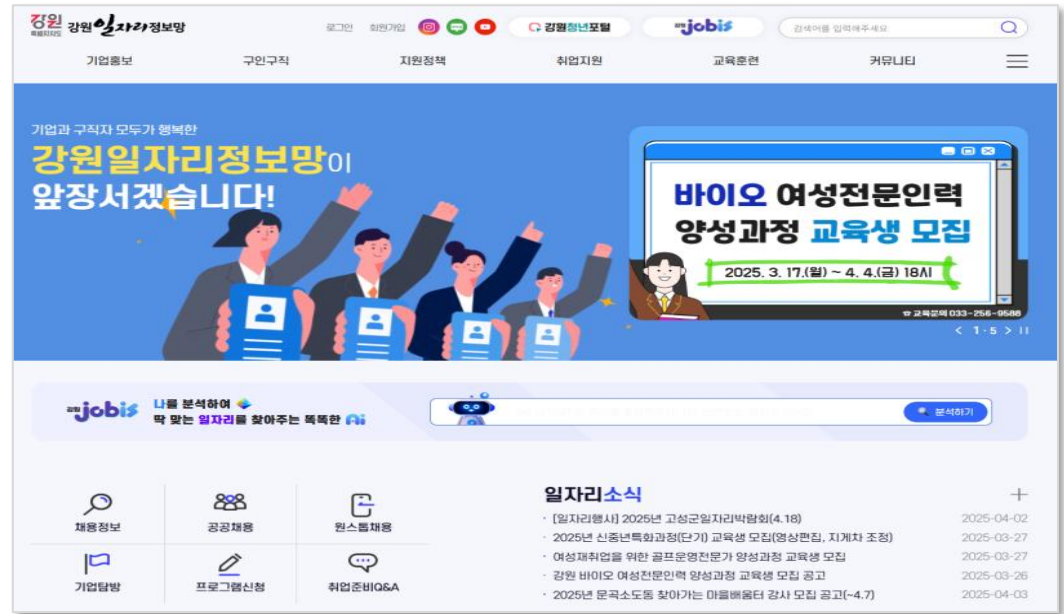 강원 특별자치도 강원일자리정보망
로그인 회원가입 강원청년포털 강원jobis 검색어를 입력해주세요.
기업홍보 구인구직 지원정책 취업지원 교육훈련 커뮤니티
기업과 구직자 모두가 행복한
강원일자리정보망이
앞장서겠습니다!
바이오 여성전문인력
양성과정 교육생 모집
2025. 3. 17.(월) ~ 4. 4.(금) 18시
☎ 교육문의 033-256-9588
< 1·5 > II
강원jobis
나를 분석하여
딱 맞는 일자리를 찾아주는 똑똑한 Ai
분석하기
채용정보 공공채용 원스톱채용
기업탐방 프로그램신청 취업준비Q&A
일자리소식
· [일자리행사] 2025년 고성군일자리박람회(4.18) 2025-04-02
· 2025년 신중년특화과정(단기) 교육생 모집(영상편집, 지게차 조정) 2025-03-27
· 여성재취업을 위한 골프운영전문가 양성과정 교육생 모집 2025-03-27
· 강원 바이오 여성전문인력 양성과정 교육생 모집 공고 2025-03-26
· 2025년 문곡소도동 찾아가는 마을배움터 강사 모집 공고(~4.7) 2025-04-03